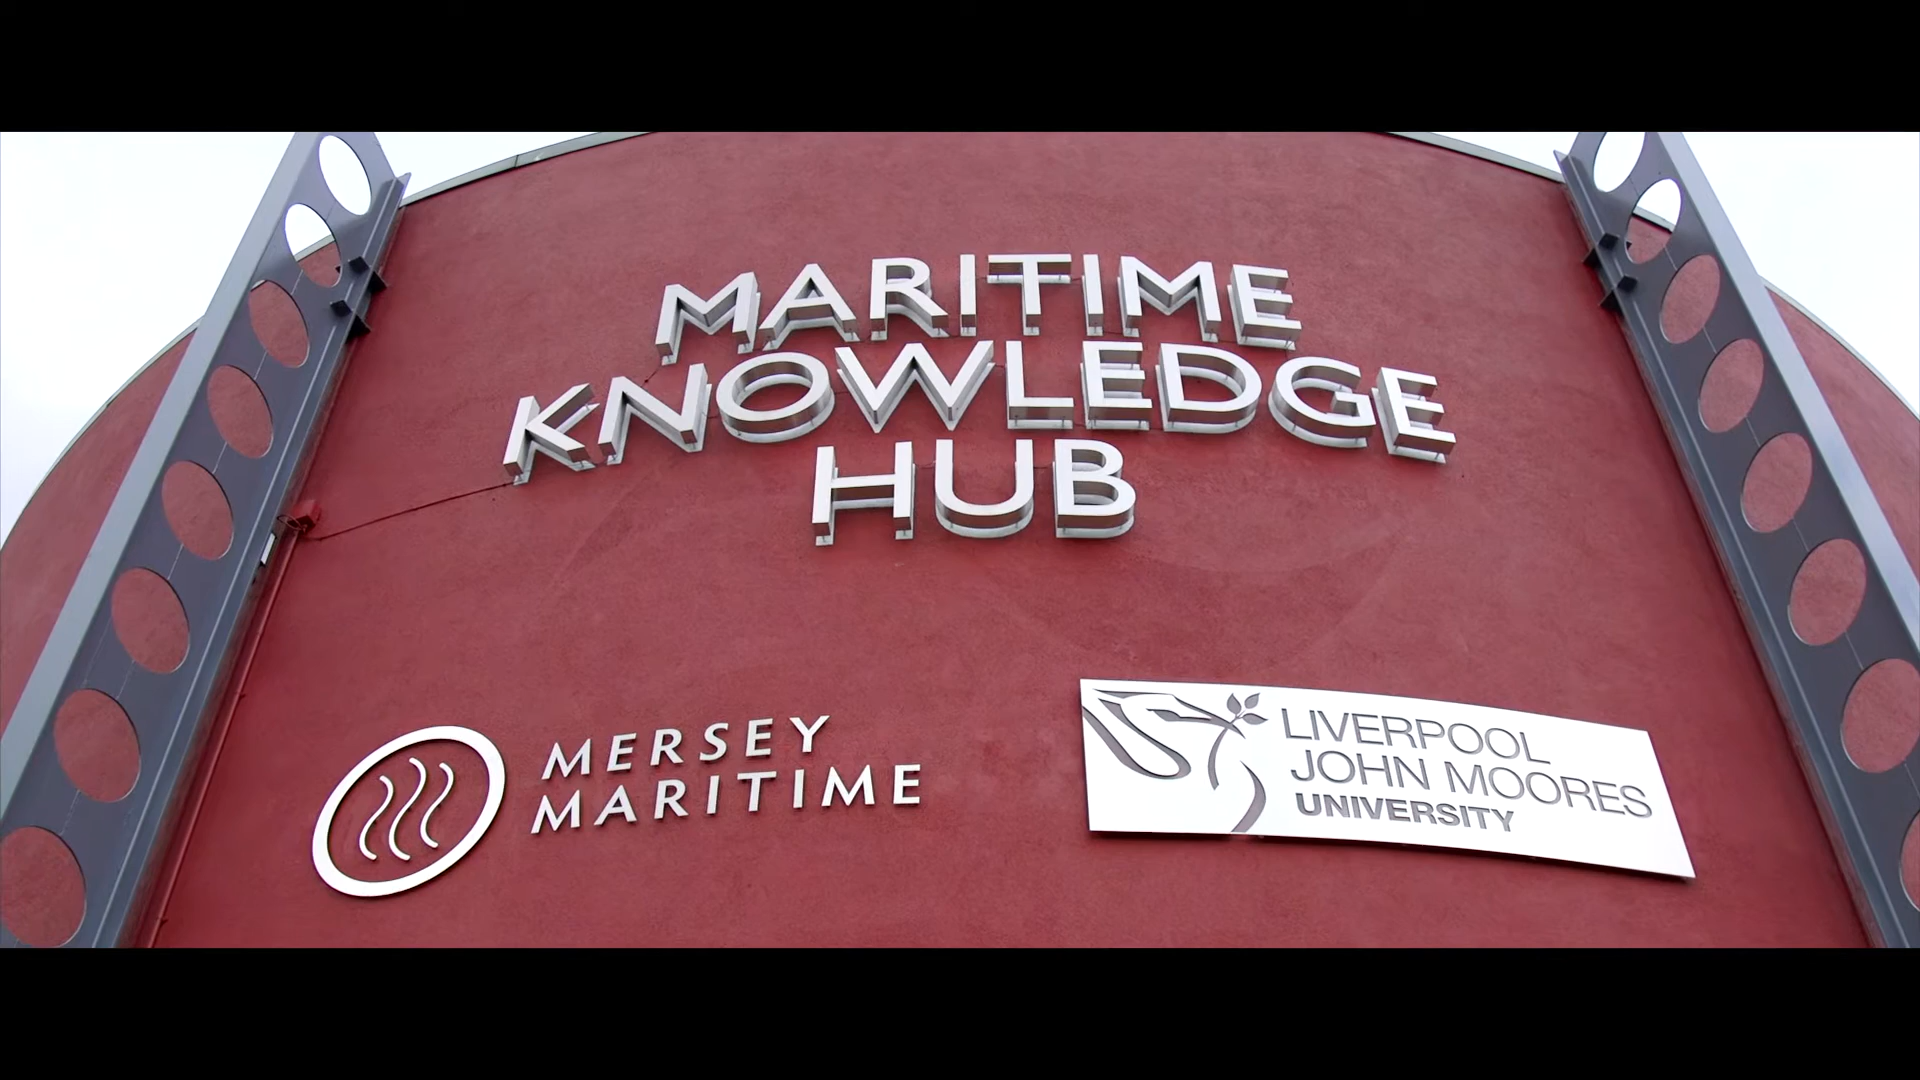 MARITIME
KNOWLEDGE
HUB
MERSEY
MARITIME
LIVERPOOL
JOHN MOORES
UNIVERSITY